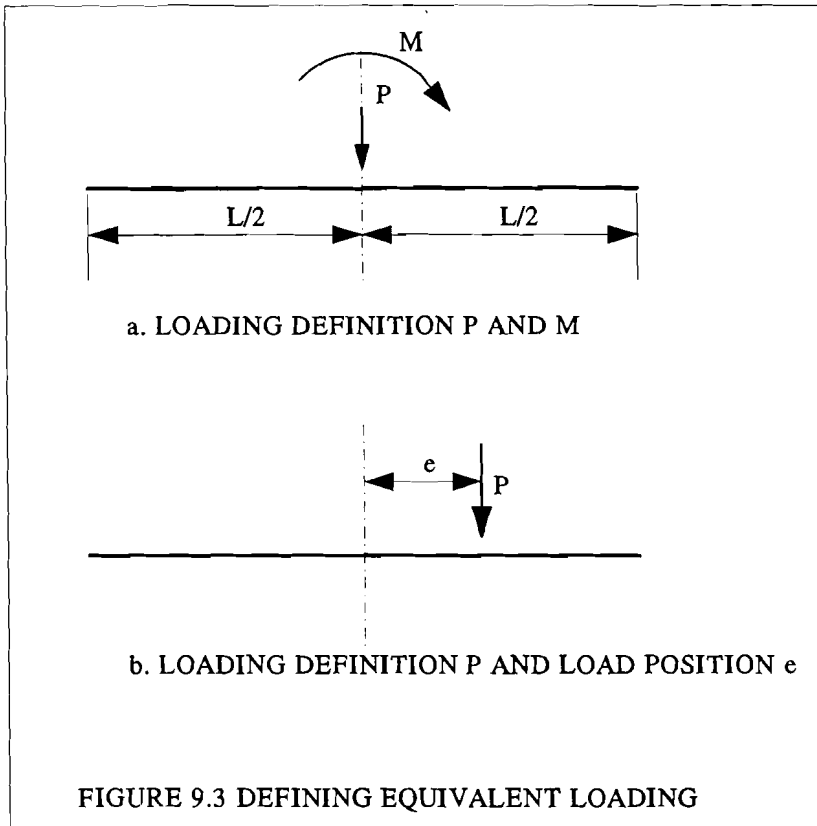 M
P
L/2 L/2
a. LOADING DEFINITION P AND M
e
P
b. LOADING DEFINITION P AND LOAD POSITION e
FIGURE 9.3 DEFINING EQUIVALENT LOADING